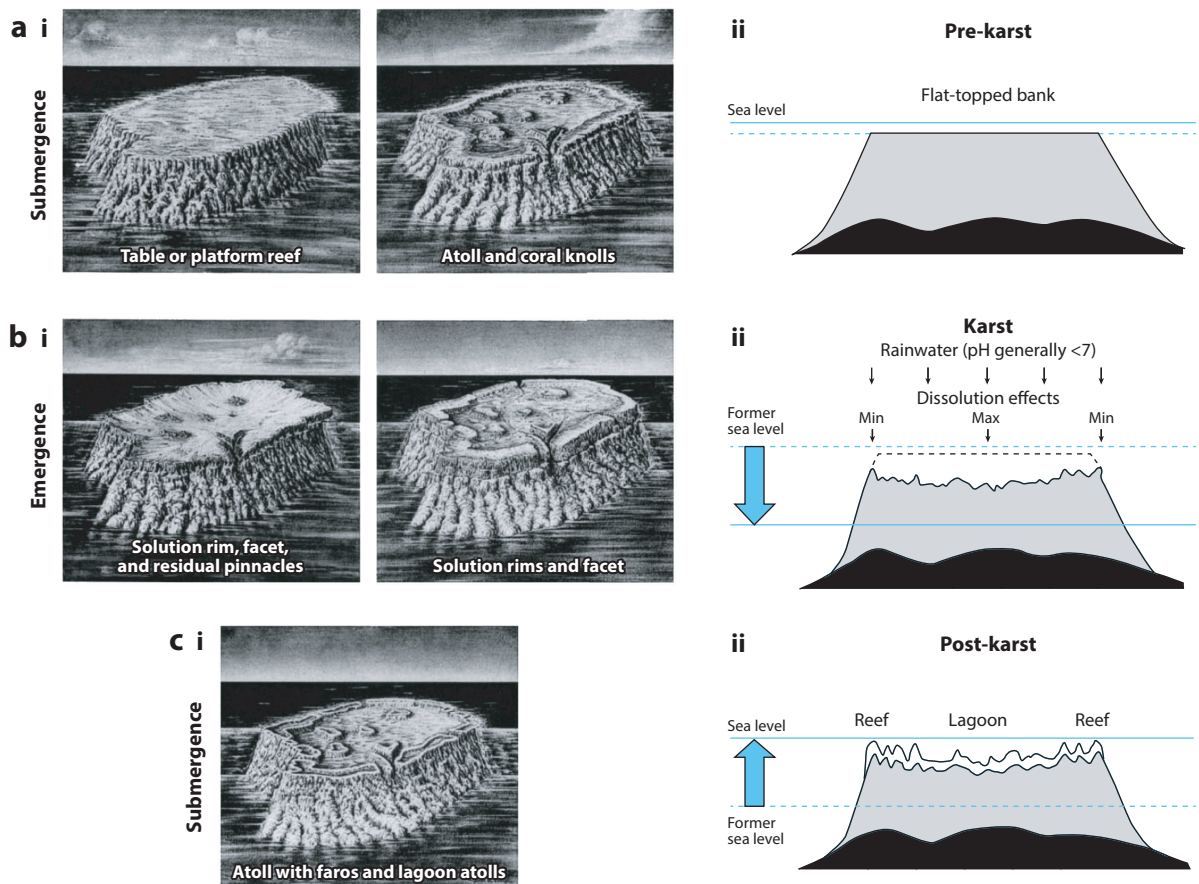 a i
Submergence
Table or platform reef
Atoll and coral knolls
ii
Pre-karst
Flat-topped bank
Sea level
b i
Emergence
Solution rim, facet,
and residual pinnacles
Solution rims and facet
ii
Karst
Rainwater (pH generally <7)
Dissolution effects
Min
Max
Min
Former
sea level
c i
Submergence
Atoll with faros and lagoon atolls
ii
Post-karst
Sea level
Reef
Lagoon
Reef
Former
sea level